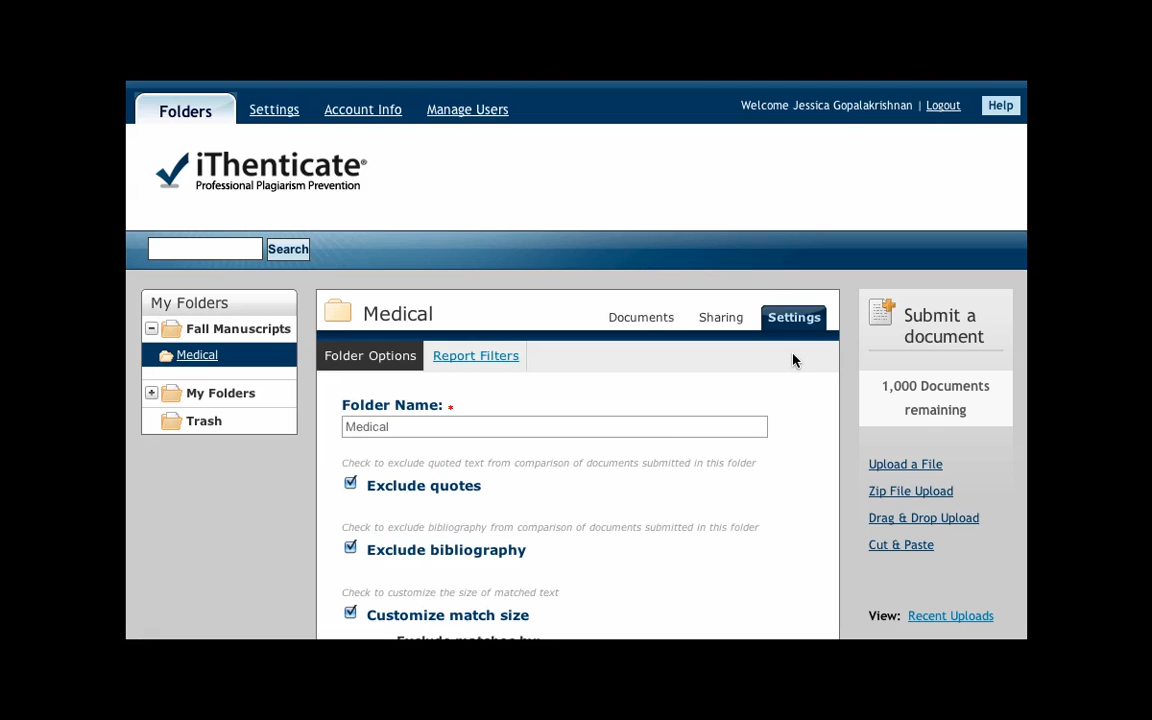 Folders Settings Account Info Manage Users Welcome Jessica Gopalakrishnan | Logout Help
iThenticate®
Professional Plagiarism Prevention
Search
My Folders
Fall Manuscripts
Medical
My Folders
Trash
Medical Documents Sharing Settings
Folder Options Report Filters
Folder Name: *
Medical
Check to exclude quoted text from comparison of documents submitted in this folder
Exclude quotes
Check to exclude bibliography from comparison of documents submitted in this folder
Exclude bibliography
Check to customize the size of matched text
Customize match size
Exclude matches by:
Submit a
document
1,000 Documents
remaining
Upload a File
Zip File Upload
Drag & Drop Upload
Cut & Paste
View: Recent Uploads